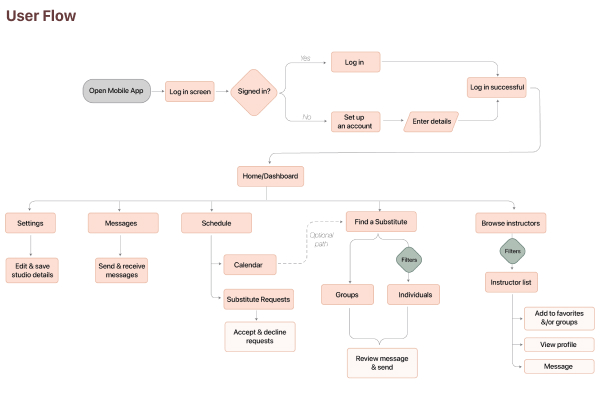 User Flow
Yes
Log in
Open Mobile App
Log in screen
Signed in?
Log in successful
No
Set up
an account
Enter details
Home/Dashboard
Settings
Messages
Schedule
Find a Substitute
Browse instructors
Optional
path
Edit & save
studio details
Send & receive
messages
Calendar
Filters
Filters
Substitute Requests
Groups
Individuals
Instructor list
Accept & decline
requests
Add to favorites
&/or groups
View profile
Review message
& send
Message